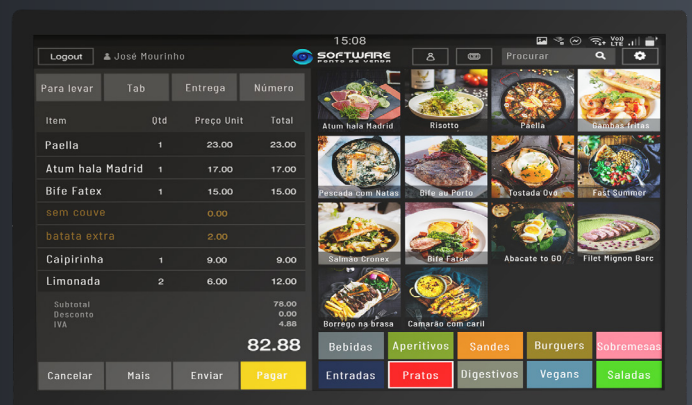 15:08
Logout José Mourinho SOFTWARE Procurar
PONTO DE VENDA
Para levar Tab Entrega Número
Item Qtd Preço Unit Total
Paella 1 23.00 23.00
Atum hala Madrid 1 17.00 17.00
Bife Fatex 1 15.00 15.00
sem couve 0.00
batata extra 2.00
Caipirinha 1 9.00 9.00
Limonada 2 6.00 12.00
Subtotal 78.00
Desconto 0.00
IVA 4.88
82.88
Cancelar Mais Enviar Pagar
Atum hala Madrid Risotto Paella Gambas fritas
Pescada com Natas Bife ao Porto Tostada Ovo Fast Summer
Salmão Cronex Bife Fatex Abacate to GO Filet Mignon Barc
Borrego na brasa Camarão com caril
Bebidas Aperitivos Sandes Burguers Sobremesas
Entradas Pratos Digestivos Vegans Saladas